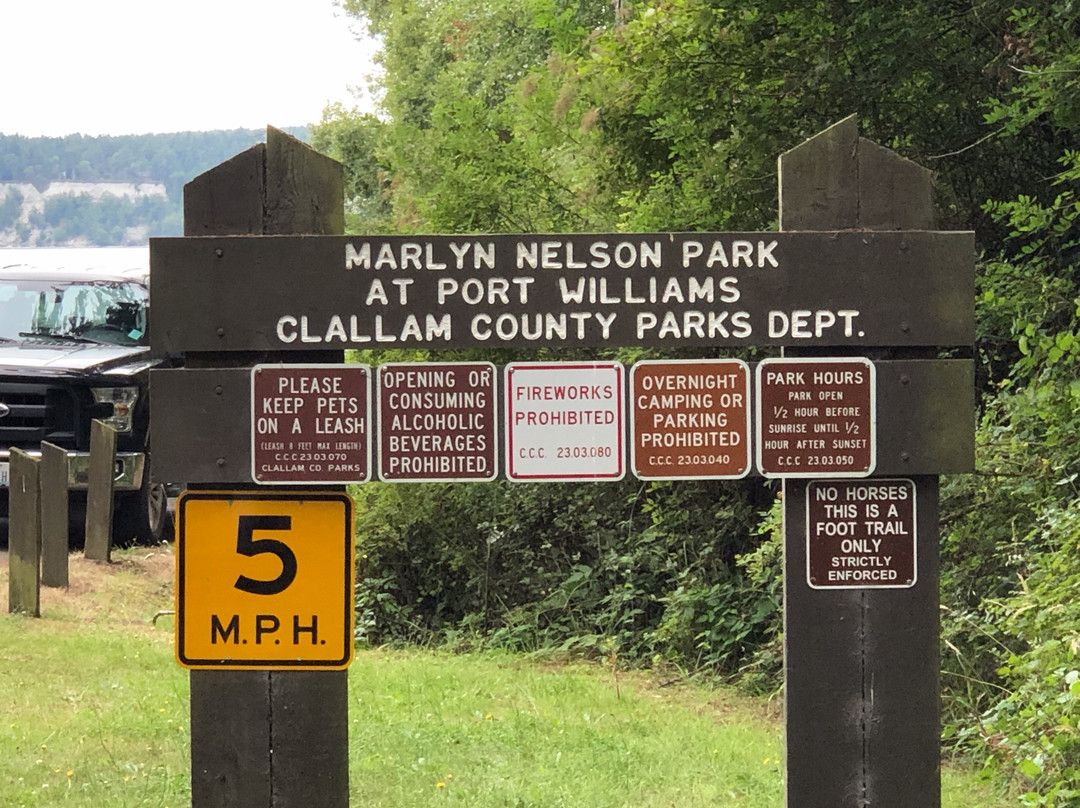 MARLYN NELSON PARK
AT PORT WILLIAMS
CLALLAM COUNTY PARKS DEPT.
PLEASE
KEEP PETS
ON A LEASH
(LEASH 8 FEET MAX LENGTH)
C.C.C 23.03.070
CLALLAM CO. PARKS
OPENING OR
CONSUMING
ALCOHOLIC
BEVERAGES
PROHIBITED
FIREWORKS
PROHIBITED
C.C.C. 23.03.080
OVERNIGHT
CAMPING OR
PARKING
PROHIBITED
C.C.C. 23.03.040
PARK HOURS
PARK OPEN
½ HOUR BEFORE
SUNRISE UNTIL ½
HOUR AFTER SUNSET
C.C.C 23.03.050
5
M.P.H.
NO HORSES
THIS IS A
FOOT TRAIL
ONLY
STRICTLY
ENFORCED